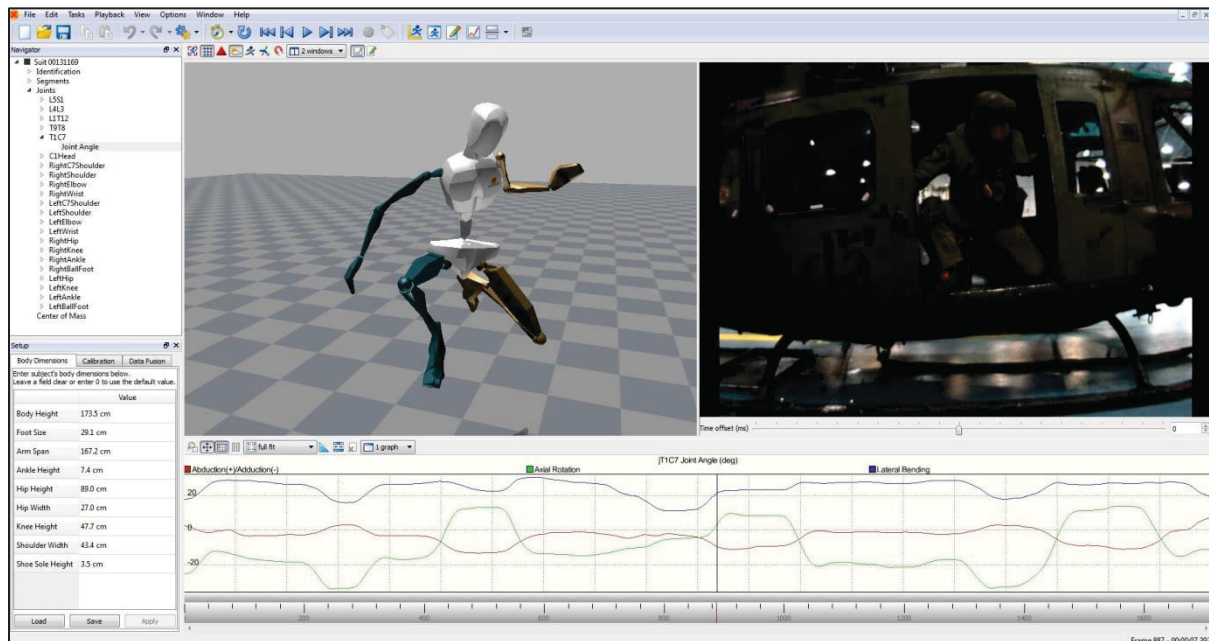 File Edit Tasks Playback View Options Window Help
Navigator
2 windows
Suit 00131169
Identification
Segments
Joints
L5S1
L4L3
L1T12
T9T8
T1C7
Joint Angle
C1Head
RightC7Shoulder
RightShoulder
RightElbow
RightWrist
LeftC7Shoulder
LeftShoulder
LeftElbow
LeftWrist
RightHip
RightKnee
RightAnkle
RightBallFoot
LeftHip
LeftKnee
LeftAnkle
LeftBallFoot
Center of Mass
Setup
Body Dimensions Calibration Data Fusion
Enter subject's body dimensions below.
Leave a field clear or enter 0 to use the default value.
Value
Body Height 173.5 cm
Foot Size 29.1 cm
Arm Span 167.2 cm
Ankle Height 7.4 cm
Hip Height 89.0 cm
Hip Width 27.0 cm
Knee Height 47.7 cm
Shoulder Width 43.4 cm
Shoe Sole Height 3.5 cm
Load Save Apply
Time offset (ms) 0
full fit 1 graph
jT1C7 Joint Angle (deg)
Abduction(+)/Adduction(-) Axial Rotation Lateral Bending
20
0
-20
200 400 600 800 1000 1200 1400 1600